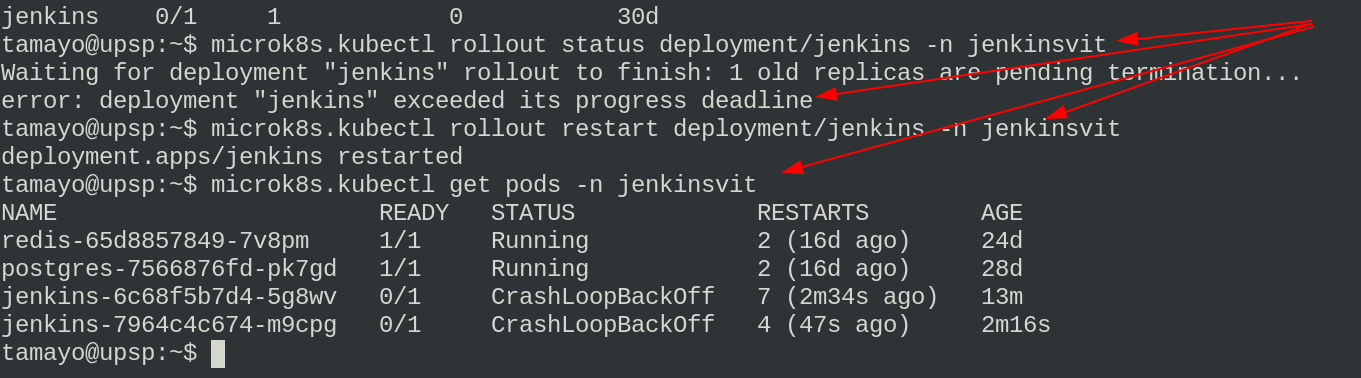 jenkins    0/1     1            0           30d
tamayo@upsp:~$ microk8s.kubectl rollout status deployment/jenkins -n jenkinsvit
Waiting for deployment "jenkins" rollout to finish: 1 old replicas are pending termination...
error: deployment "jenkins" exceeded its progress deadline
tamayo@upsp:~$ microk8s.kubectl rollout restart deployment/jenkins -n jenkinsvit
deployment.apps/jenkins restarted
tamayo@upsp:~$ microk8s.kubectl get pods -n jenkinsvit
NAME                       READY   STATUS             RESTARTS        AGE
redis-65d8857849-7v8pm     1/1     Running            2 (16d ago)     24d
postgres-7566876fd-pk7gd   1/1     Running            2 (16d ago)     28d
jenkins-6c68f5b7d4-5g8wv   0/1     CrashLoopBackOff   7 (2m34s ago)   13m
jenkins-7964c4c674-m9cpg   0/1     CrashLoopBackOff   4 (47s ago)     2m16s
tamayo@upsp:~$